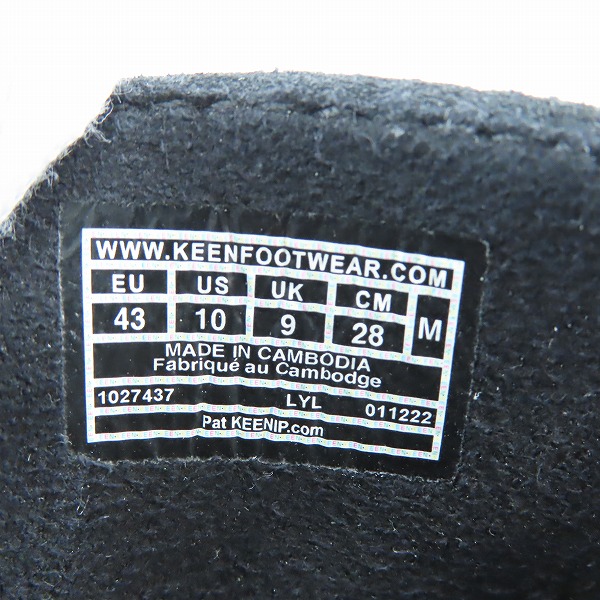 WWW.KEENFOOTWEAR.COM
EU US UK CM M
43 10 9 28
MADE IN CAMBODIA
Fabriqué au Cambodge
1027437 LYL 011222
Pat KEENIP.com